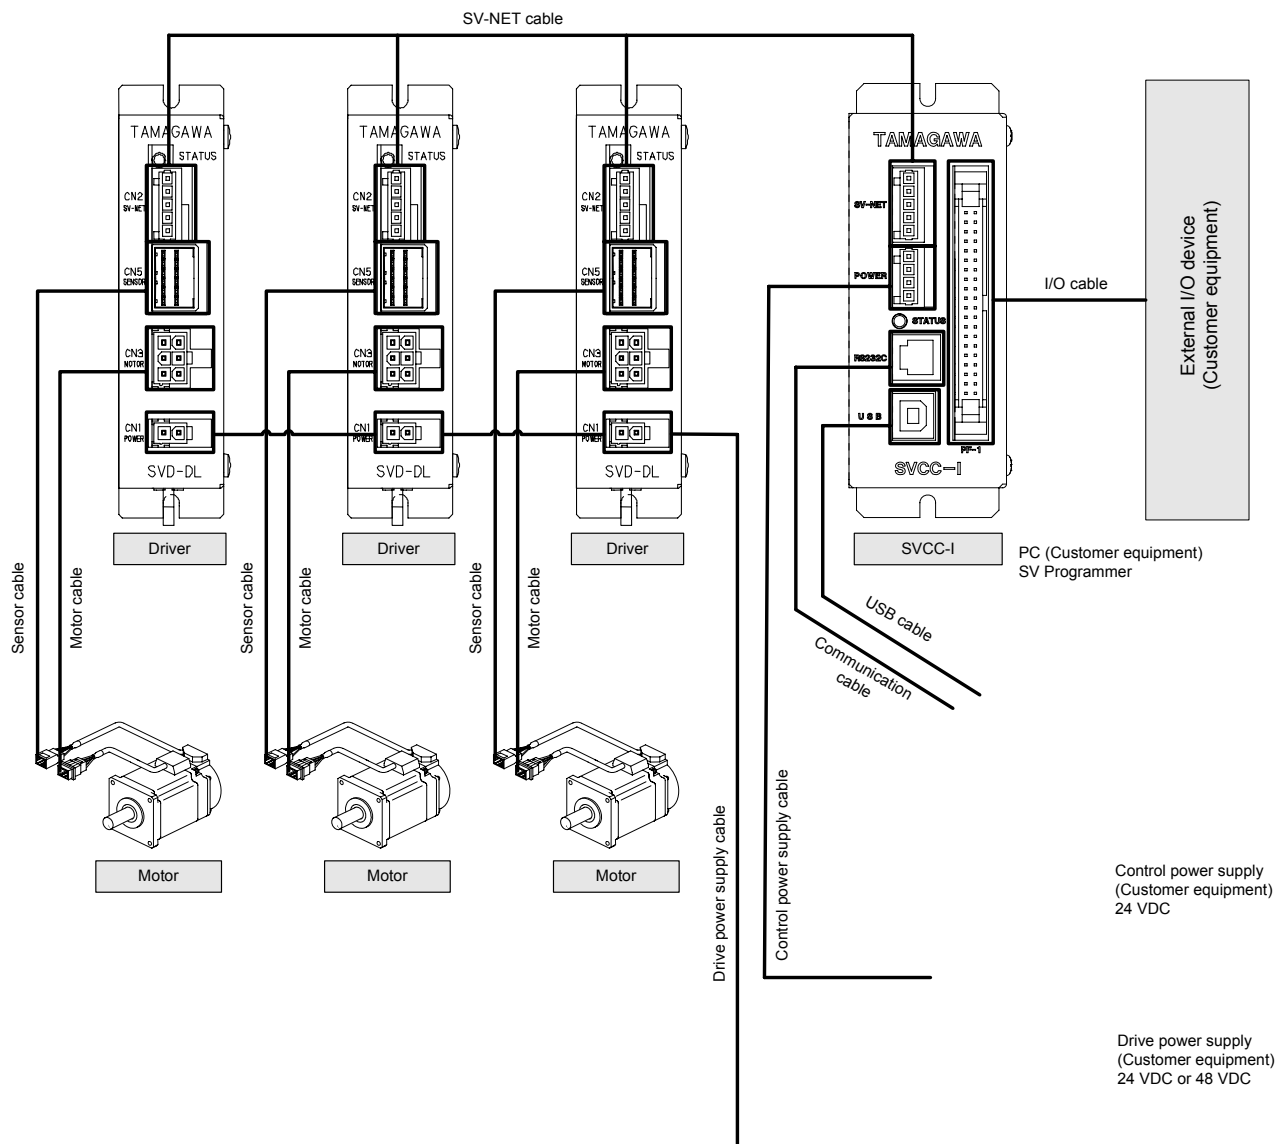 SV-NET cable
TAMAGAWA
STATUS
CN2
SV-NET
CN5
SENSOR
CN3
MOTOR
CN1
POWER
SVD-DL
Driver
TAMAGAWA
STATUS
CN2
SV-NET
CN5
SENSOR
CN3
MOTOR
CN1
POWER
SVD-DL
Driver
TAMAGAWA
STATUS
CN2
SV-NET
CN5
SENSOR
CN3
MOTOR
CN1
POWER
SVD-DL
Driver
TAMAGAWA
SV-NET
POWER
STATUS
RS232C
USB
PF-1
SVCC-I
SVCC-I
I/O cable
External I/O device
(Customer equipment)
PC (Customer equipment)
SV Programmer
Sensor cable
Motor cable
Sensor cable
Motor cable
Sensor cable
Motor cable
USB cable
Communication
cable
Drive power supply cable
Control power supply cable
Motor
Motor
Motor
Control power supply
(Customer equipment)
24 VDC
Drive power supply
(Customer equipment)
24 VDC or 48 VDC